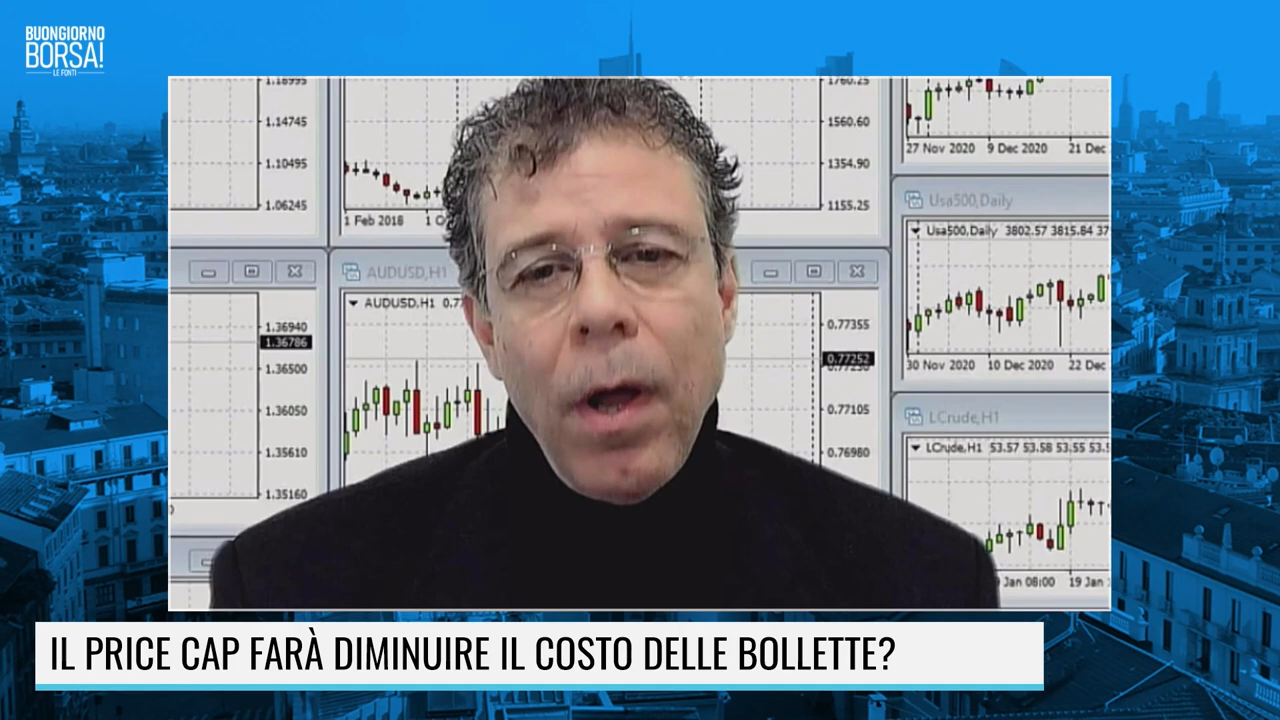 BUONGIORNO
BORSA!
LE FONTI
1.18995
1.14745
1.10495
1.06245
1 Feb 2018
1760.25
1560.60
1354.90
1155.25
27 Nov 2020 9 Dec 2020 21 Dec
Usa500,Daily
Usa500,Daily 3802.57 3815.84 37
30 Nov 2020 10 Dec 2020 22 Dec
AUDUSD,H1
AUDUSD,H1
1.36940
1.36786
1.36500
1.36050
1.35610
1.35160
0.77355
0.77252
0.77105
0.76980
LCrude,H1
LCrude,H1 53.57 53.58 53.55 53.5
Jan 08:00 19 Jan
IL PRICE CAP FARÀ DIMINUIRE IL COSTO DELLE BOLLETTE?